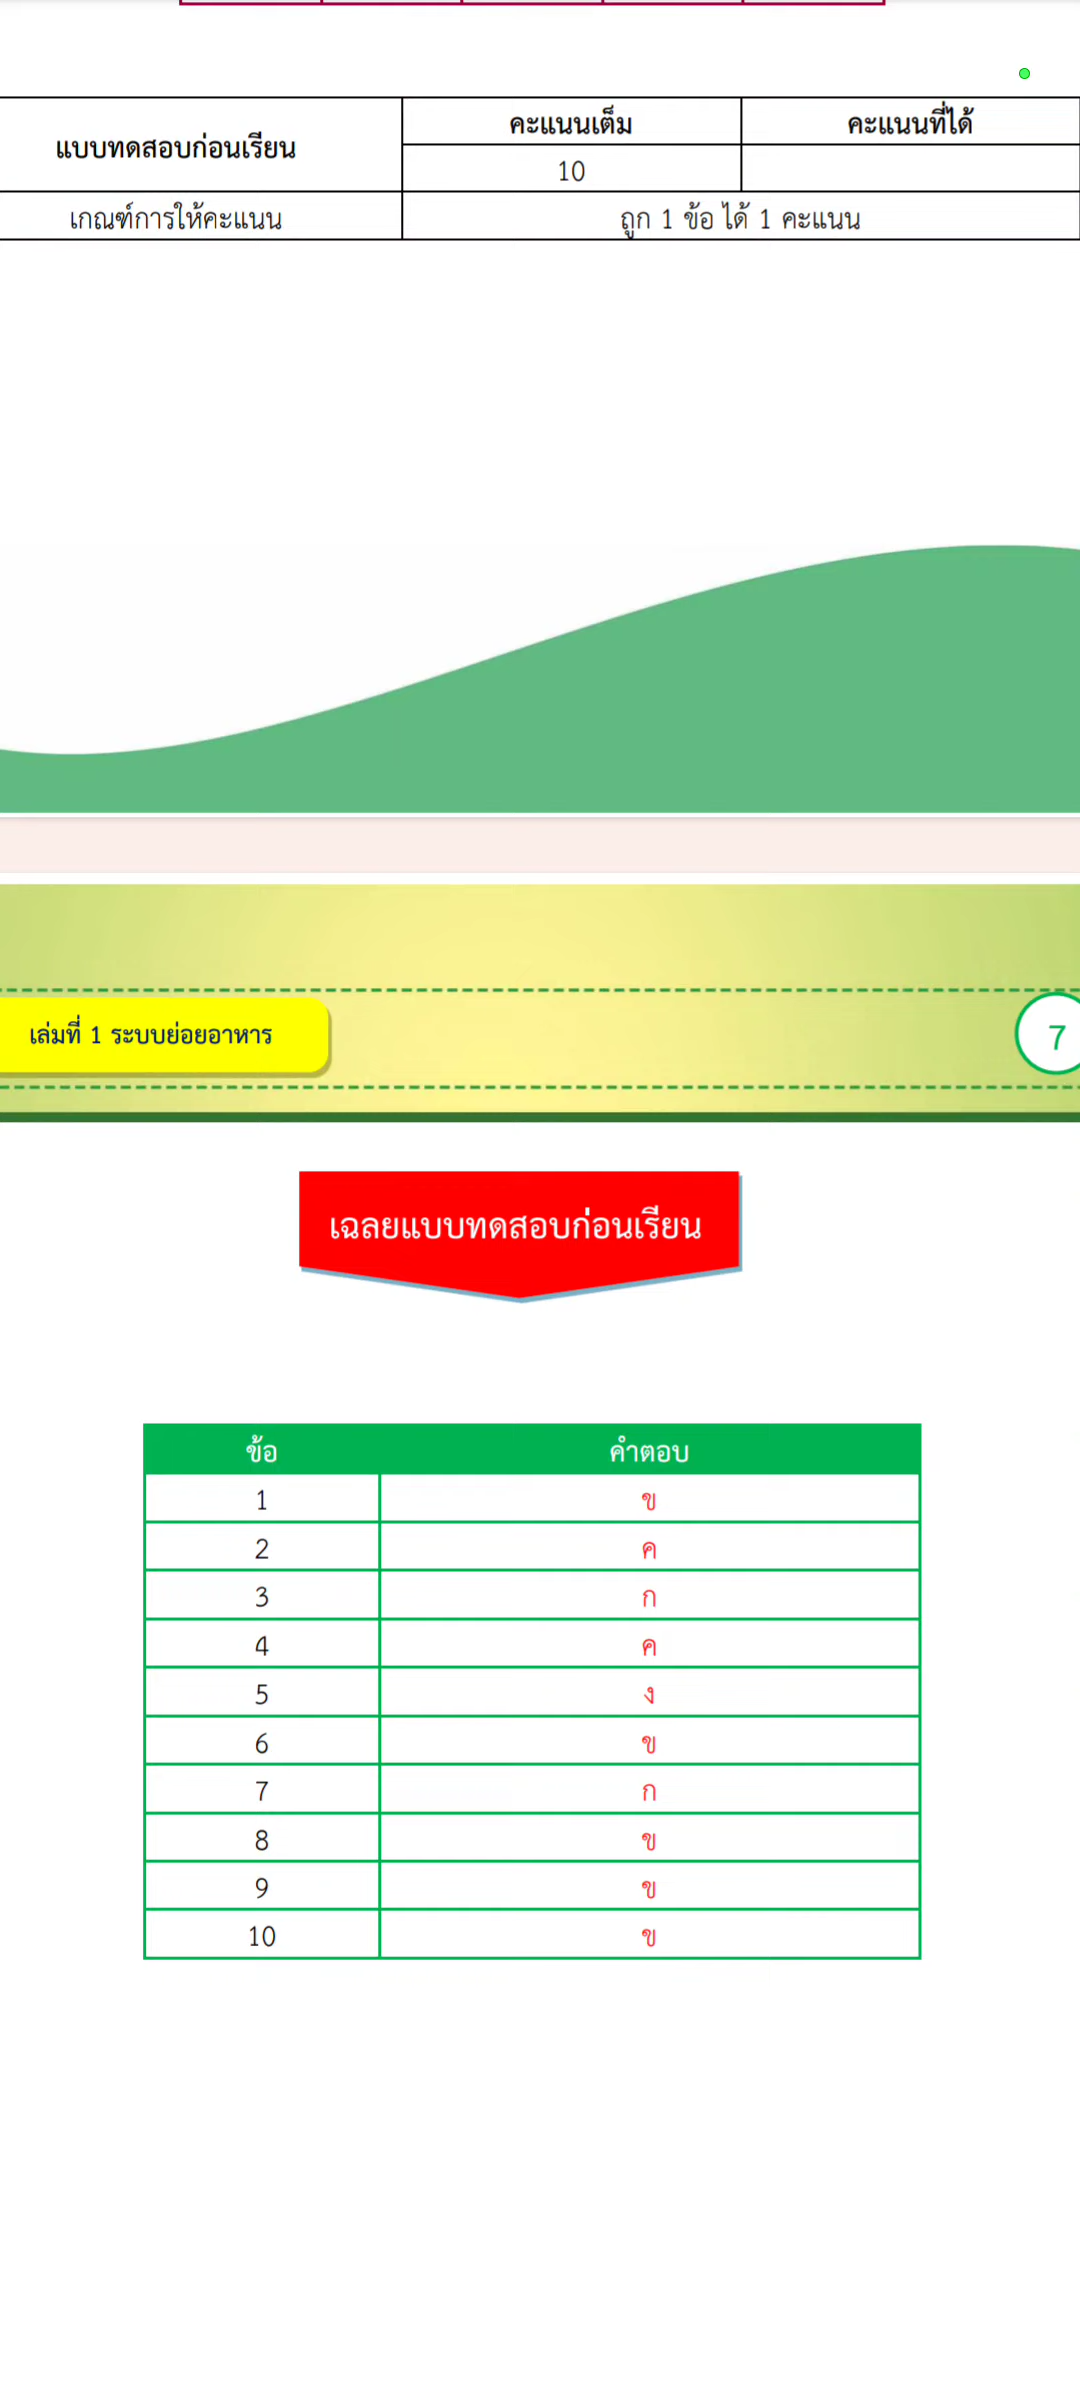 แบบทดสอบก่อนเรียน คะแนนเต็ม คะแนนที่ได้
10
เกณฑ์การให้คะแนน ถูก 1 ข้อ ได้ 1 คะแนน
เล่มที่ 1 ระบบย่อยอาหาร 7
เฉลยแบบทดสอบก่อนเรียน
ข้อ คำตอบ
1 ข
2 ค
3 ก
4 ค
5 ง
6 ข
7 ก
8 ข
9 ข
10 ข